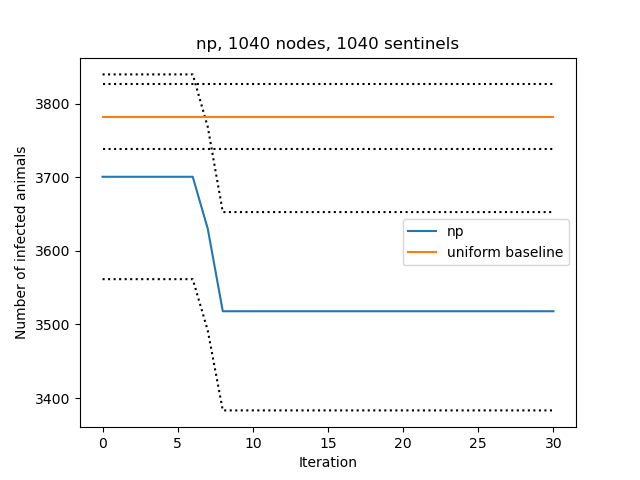 np, 1040 nodes, 1040 sentinels
Number of infected animals
3800
3700
3600
3500
3400
np
uniform baseline
0 5 10 15 20 25 30
Iteration